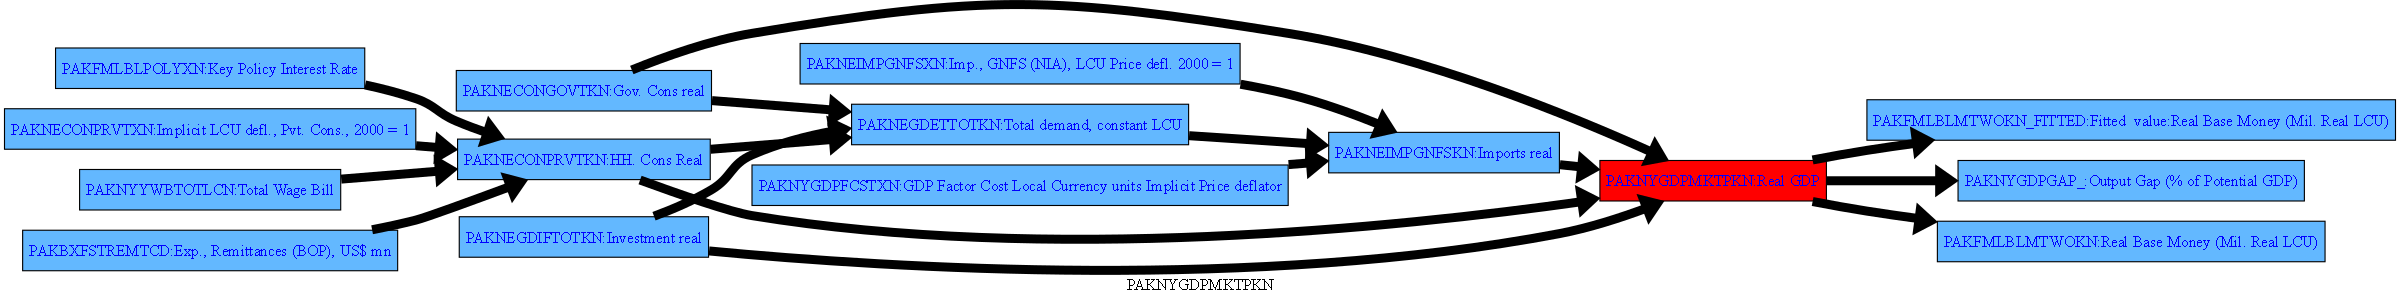 PAKFMLBLPOLYXN:Key Policy Interest Rate
PAKNECONPRVTXN:Implicit LCU defl., Pvt. Cons., 2000 = 1
PAKNYYWBTOTLCN:Total Wage Bill
PAKBXFSTREMTCD:Exp., Remittances (BOP), US$ mn
PAKNECONGOVTKN:Gov. Cons real
PAKNECONPRVTKN:HH. Cons Real
PAKNEGDIFTOTKN:Investment real
PAKNEIMPGNFSXN:Imp., GNFS (NIA), LCU Price defl. 2000 = 1
PAKNEGDETTOTKN:Total demand, constant LCU
PAKNYGDPFCSTXN:GDP Factor Cost Local Currency units Implicit Price deflator
PAKNEIMPGNFSKN:Imports real
PAKNYGDPMKTPKN:Real GDP
PAKFMLBLMTWOKN_FITTED:Fitted value:Real Base Money (Mil. Real LCU)
PAKNYGDPGAP_:Output Gap (% of Potential GDP)
PAKFMLBLMTWOKN:Real Base Money (Mil. Real LCU)
PAKNYGDPMKTPKN